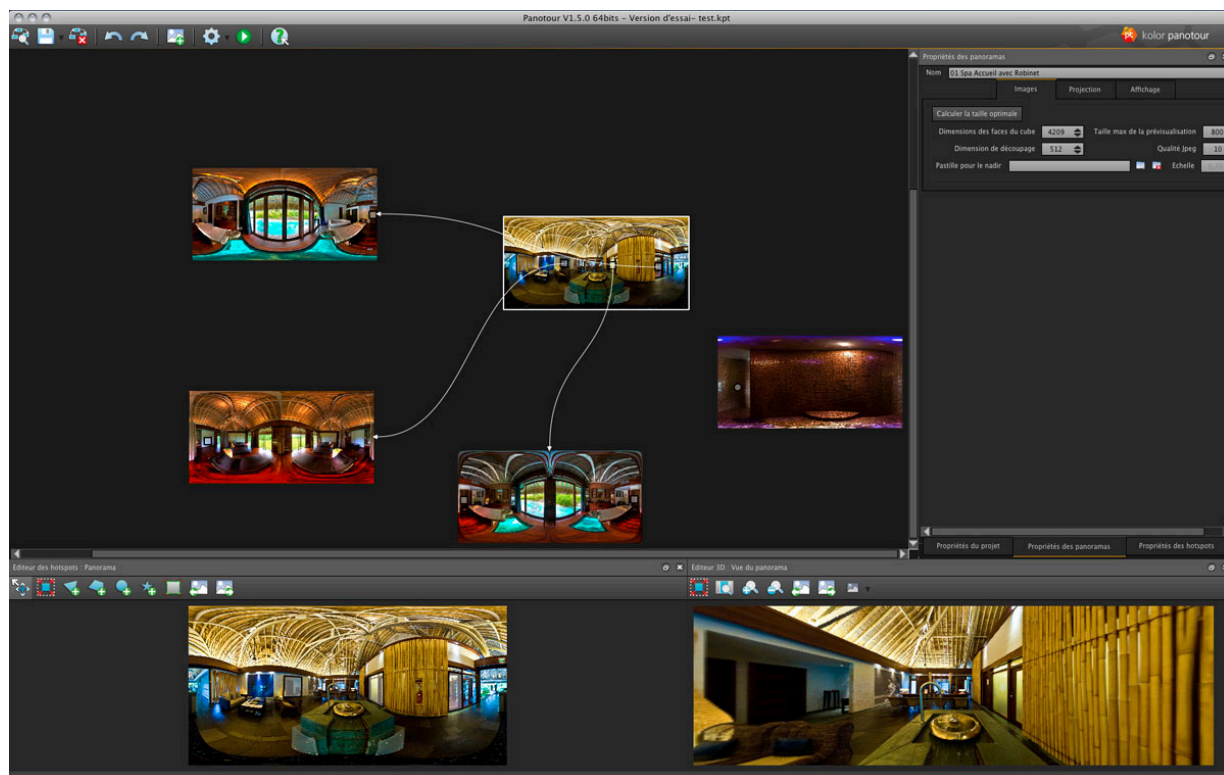 Panotour V1.5.0 64bits - Version d'essai- test.kpt
kolor panotour
Propriétés des panoramas
Nom 01 Spa Accueil avec Robinet
Images Projection Affichage
Calculer la taille optimale
Dimensions des faces du cube 4209 Taille max de la prévisualisation 800
Dimension de découpage 512 Qualité Jpeg 10
Pastille pour le nadir Echelle
Propriétés du projet Propriétés des panoramas Propriétés des hotspots
Editeur des hotspots : Panorama
Editeur 3D : Vue du panorama